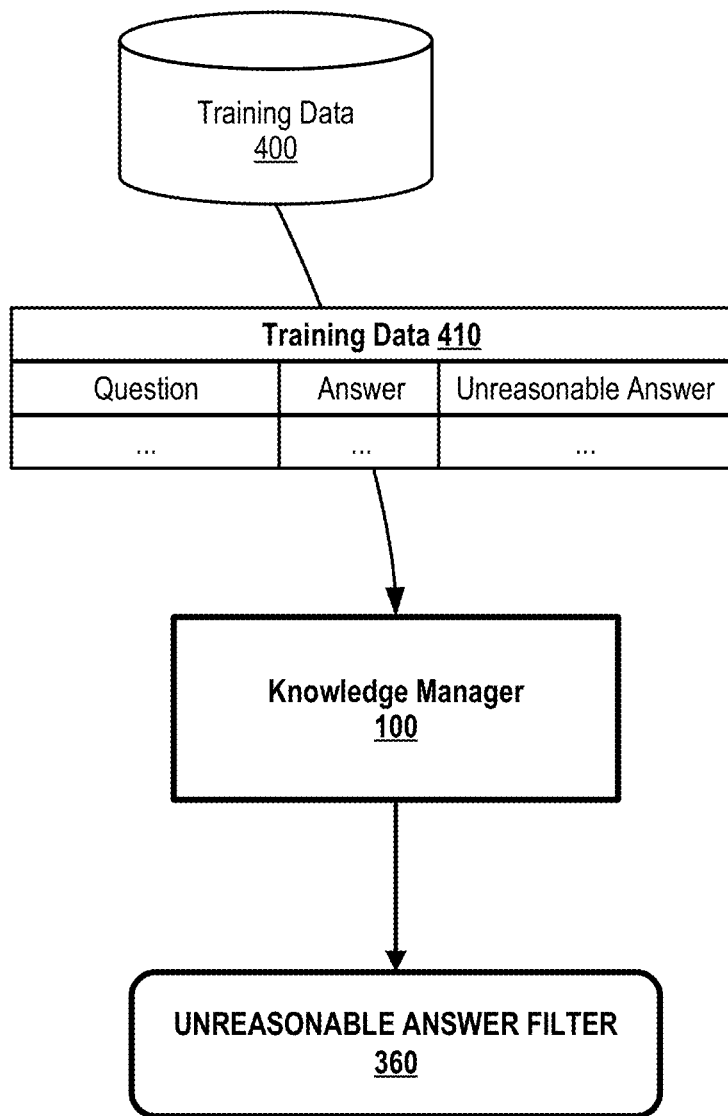 Training Data
400
Training Data 410
Question Answer Unreasonable Answer
... ... ...
Knowledge Manager
100
UNREASONABLE ANSWER FILTER
360